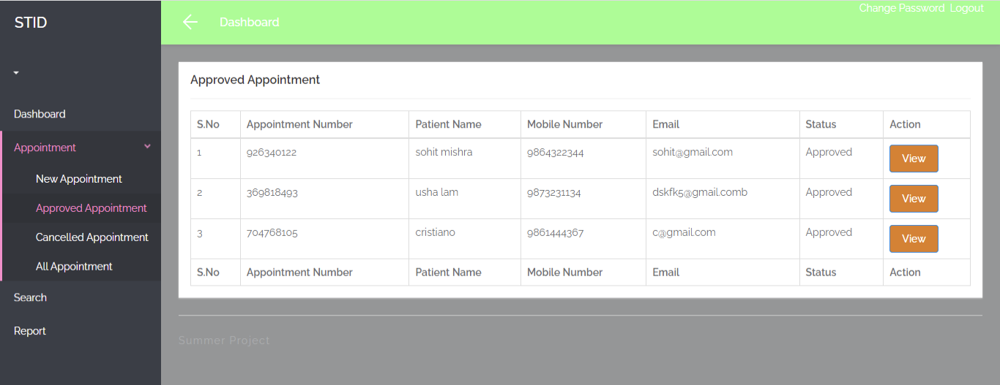 STID
Dashboard
Change Password Logout
Dashboard
Appointment
New Appointment
Approved Appointment
Cancelled Appointment
All Appointment
Search
Report
Approved Appointment
S.No Appointment Number Patient Name Mobile Number Email Status Action
1 926340122 sohit mishra 9864322344 sohit@gmail.com Approved View
2 369818493 usha lam 9873231134 dskfk5@gmail.comb Approved View
3 704768105 cristiano 9861444367 c@gmail.com Approved View
S.No Appointment Number Patient Name Mobile Number Email Status Action
Summer Project